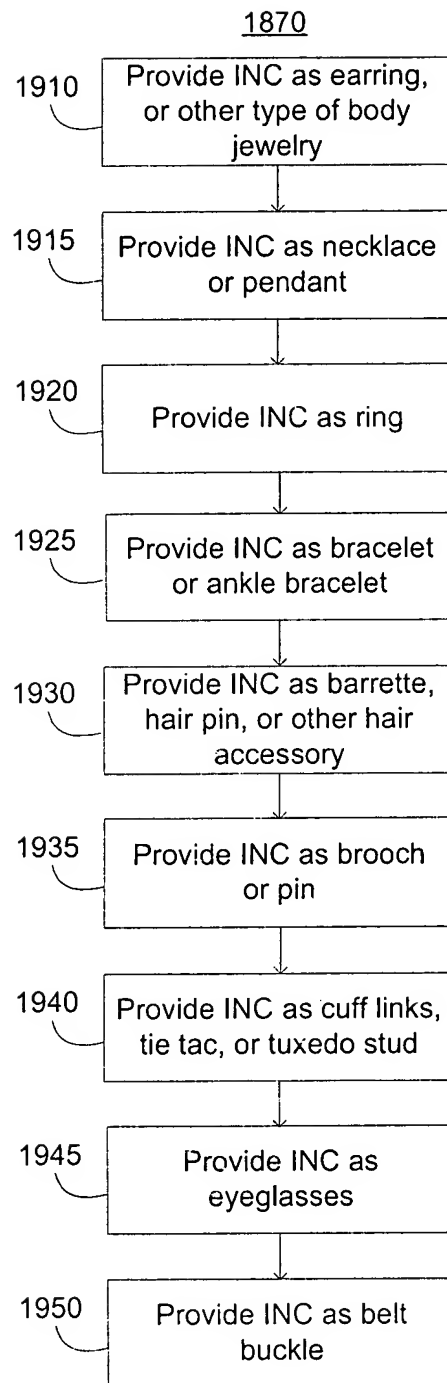 1870
1910
Provide INC as earring,
or other type of body
jewelry
1915
Provide INC as necklace
or pendant
1920
Provide INC as ring
1925
Provide INC as bracelet
or ankle bracelet
1930
Provide INC as barrette,
hair pin, or other hair
accessory
1935
Provide INC as brooch
or pin
1940
Provide INC as cuff links,
tie tac, or tuxedo stud
1945
Provide INC as
eyeglasses
1950
Provide INC as belt
buckle